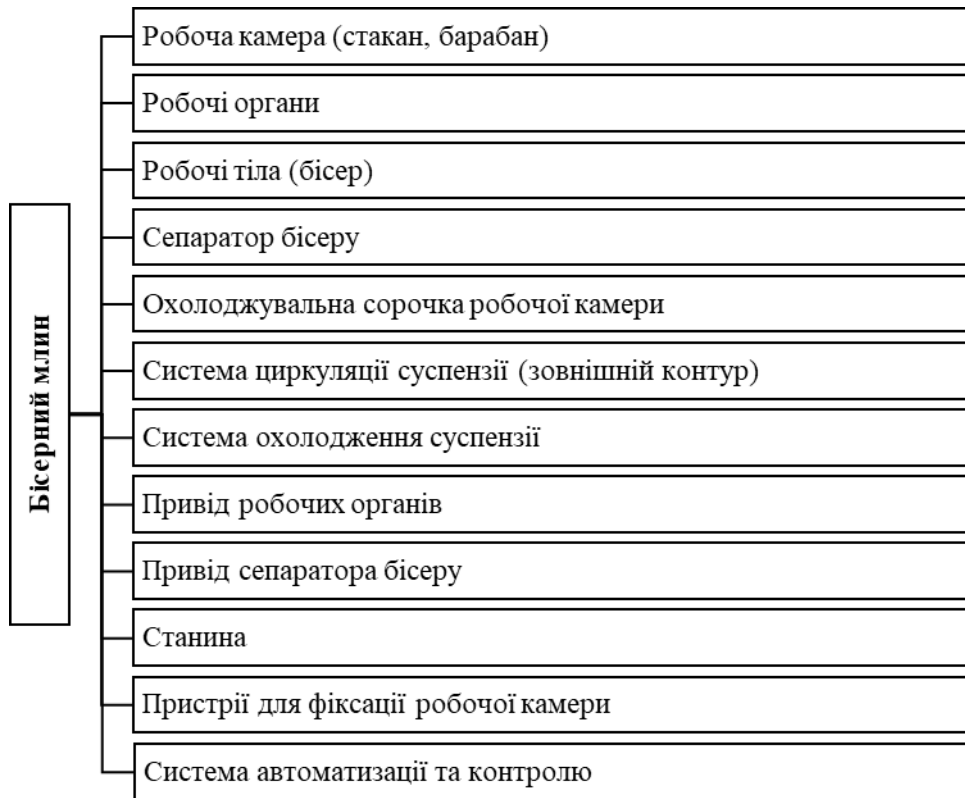 Бісерний млин
Робоча камера (стакан, барабан)
Робочі органи
Робочі тіла (бісер)
Сепаратор бісеру
Охолоджувальна сорочка робочої камери
Система циркуляції суспензії (зовнішній контур)
Система охолодження суспензії
Привід робочих органів
Привід сепаратора бісеру
Станина
Пристрії для фіксації робочої камери
Система автоматизації та контролю